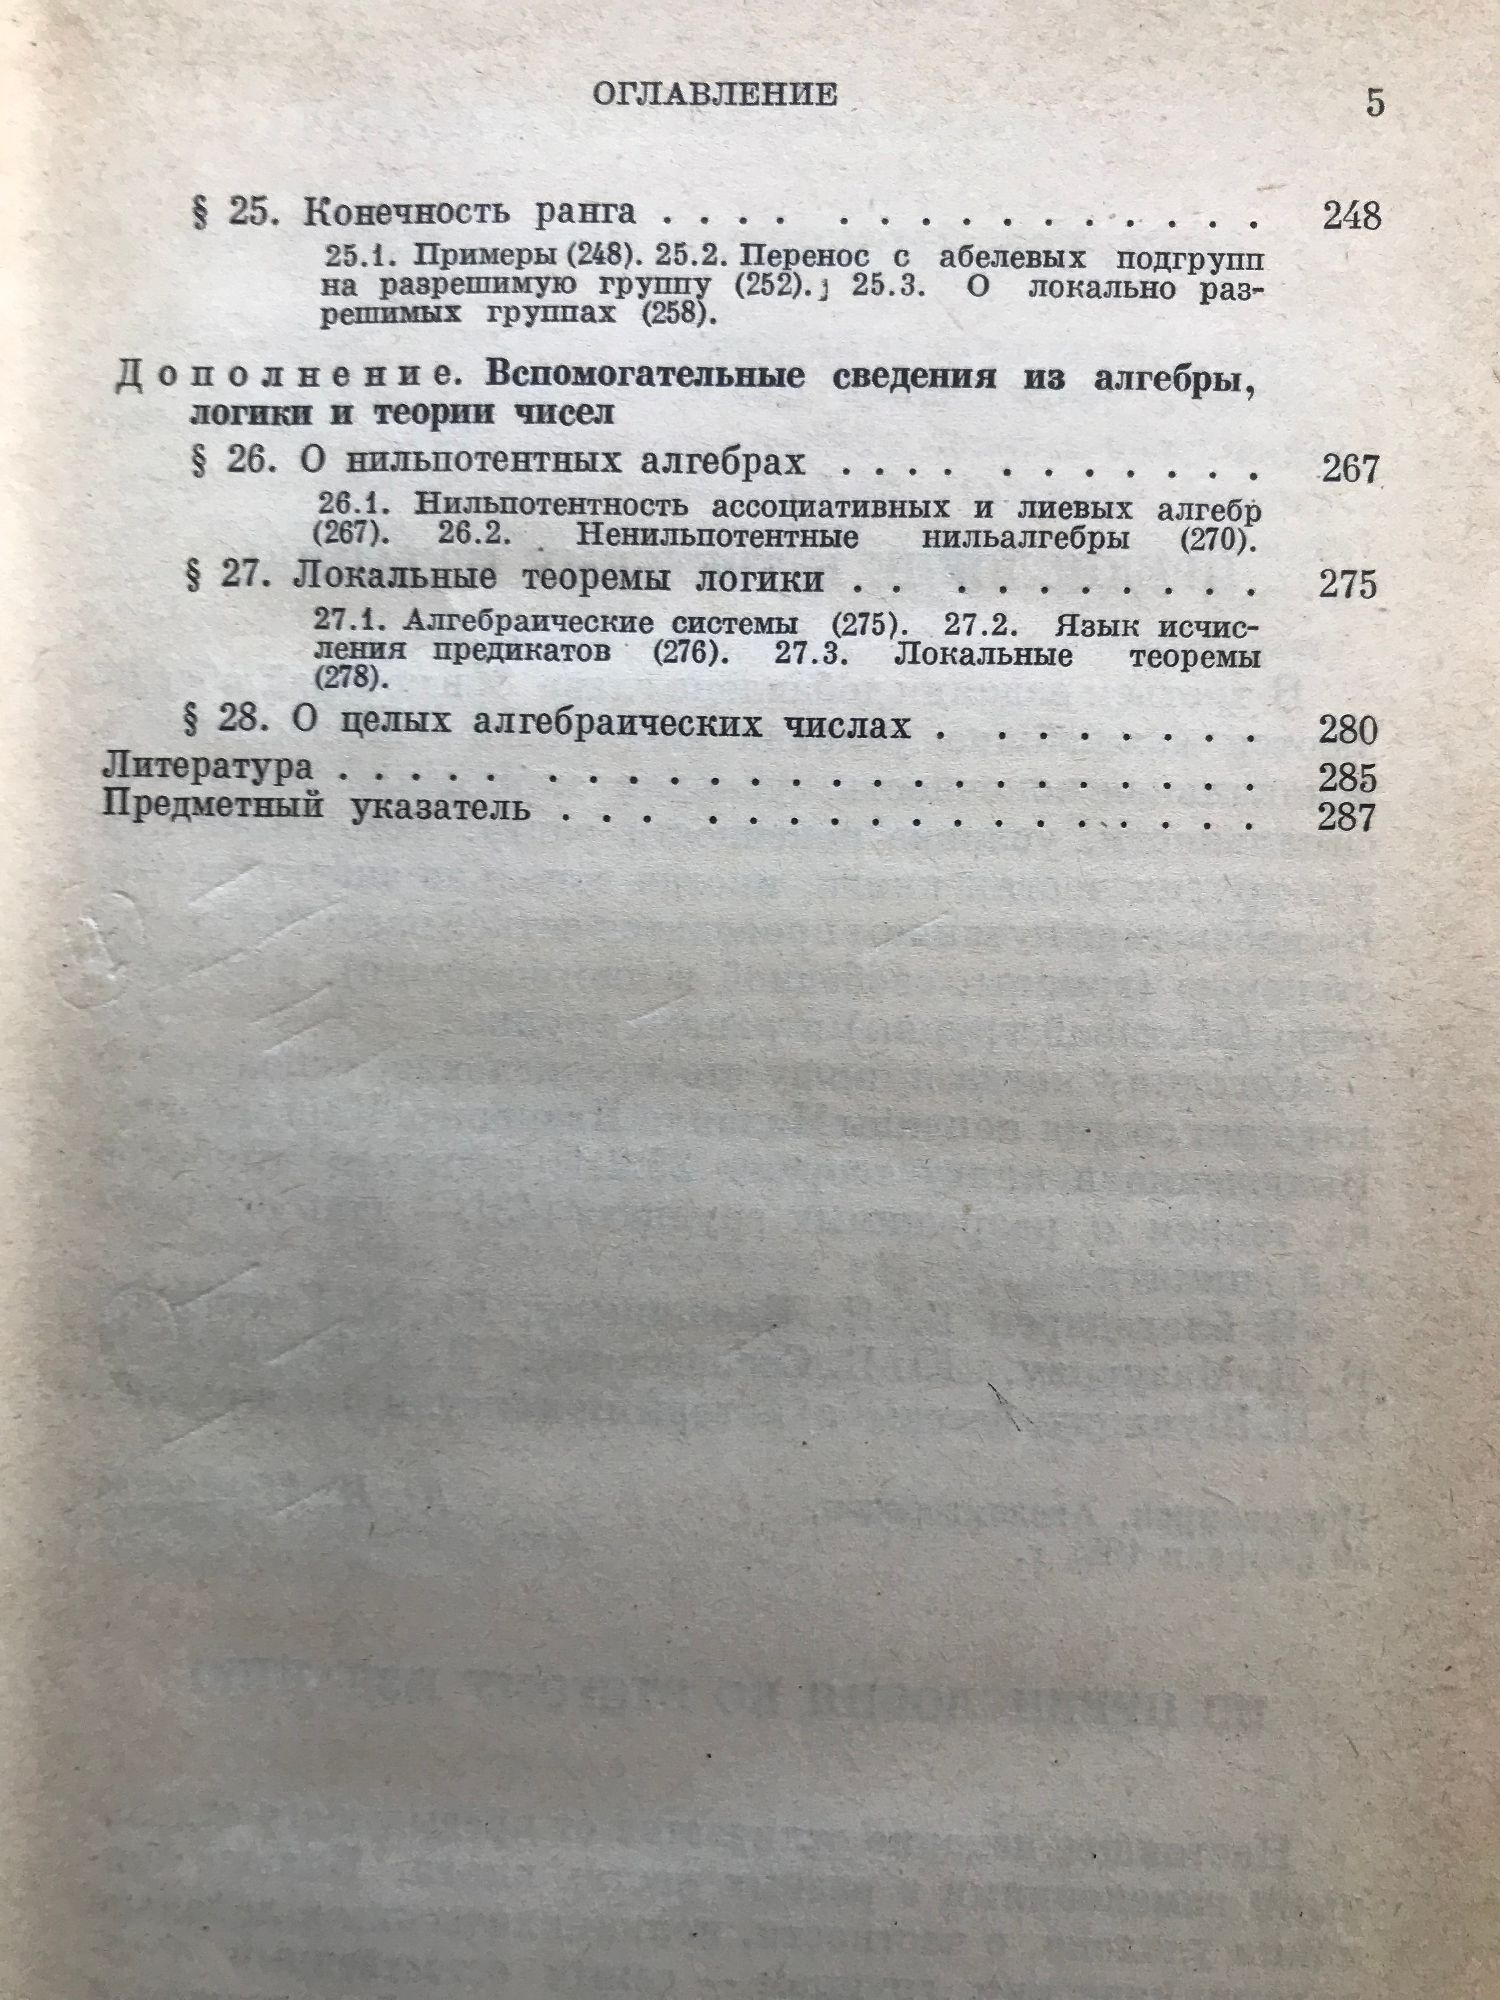 ОГЛАВЛЕНИЕ 5
§ 25. Конечность ранга . . . . . . . . . . . . . . . 248
25.1. Примеры (248). 25.2. Перенос с абелевых подгрупп
на разрешимую группу (252). 25.3. О локально раз-
решимых группах (258).
Дополнение. Вспомогательные сведения из алгебры,
логики и теории чисел
§ 26. О нильпотентных алгебрах . . . . . . . . . . . 267
26.1. Нильпотентность ассоциативных и лиевых алгебр
(267). 26.2. Ненильпотентные нильалгебры (270).
§ 27. Локальные теоремы логики . . . . . . . . . . 275
27.1. Алгебраические системы (275). 27.2. Язык исчис-
ления предикатов (276). 27.3. Локальные теоремы
(278).
§ 28. О целых алгебраических числах . . . . . . . . 280
Литература . . . . . . . . . . . . . . . . . . . . . . . 285
Предметный указатель . . . . . . . . . . . . . . . . . 287